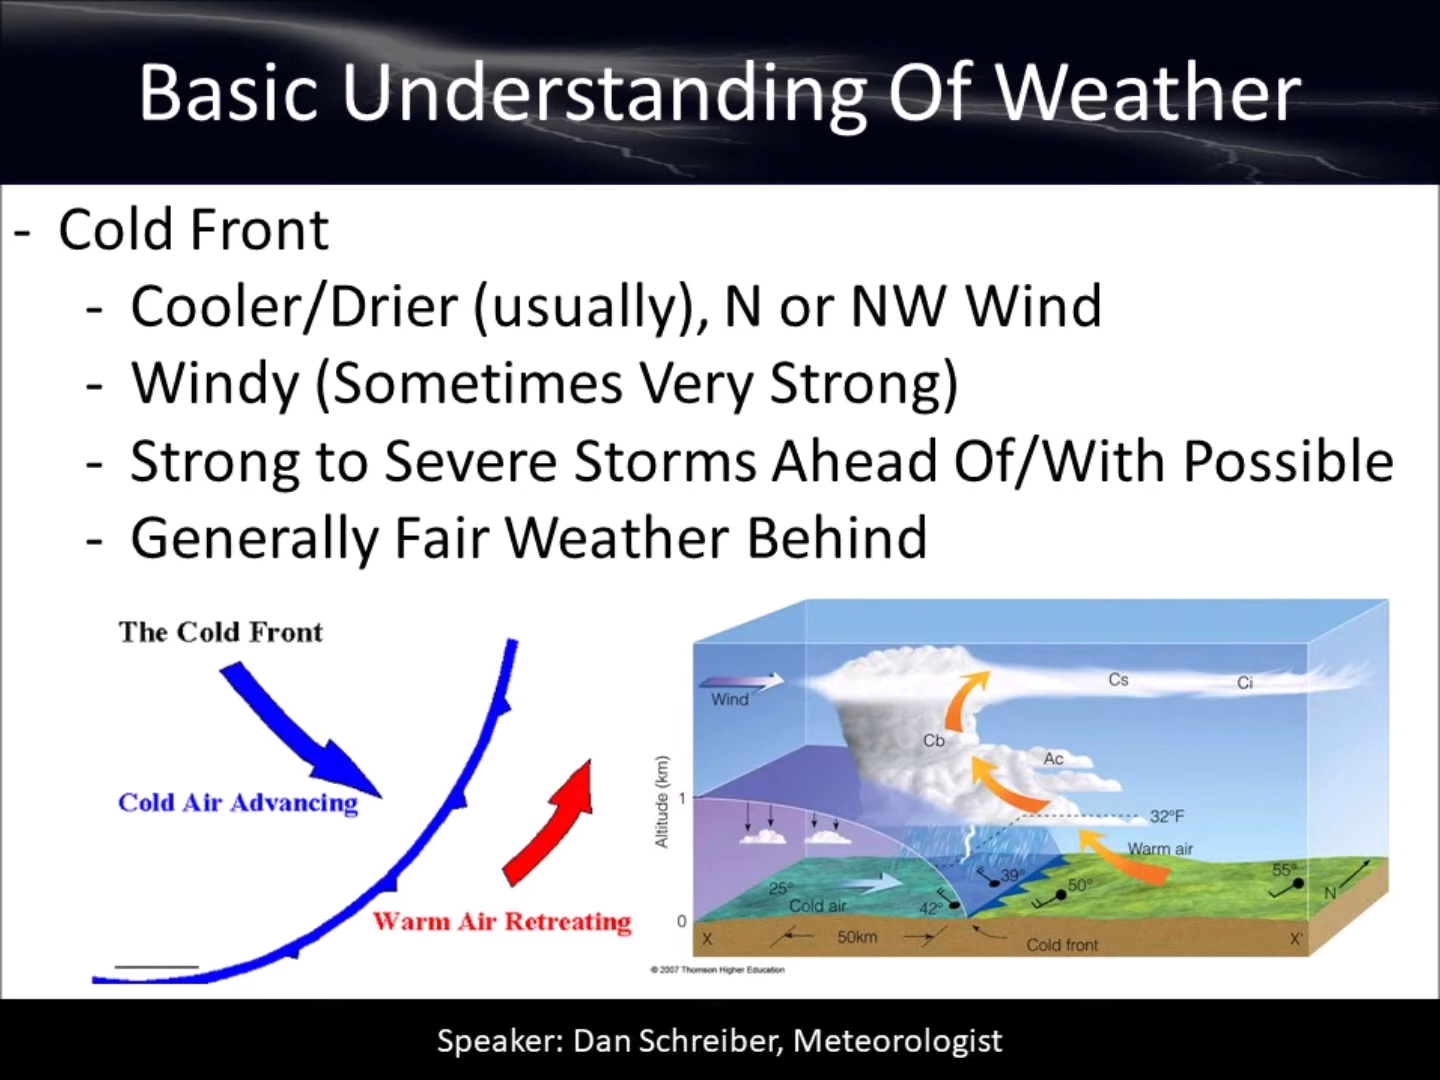 Basic Understanding Of Weather
- Cold Front
- Cooler/Drier (usually), N or NW Wind
- Windy (Sometimes Very Strong)
- Strong to Severe Storms Ahead Of/With Possible
- Generally Fair Weather Behind
The Cold Front
Cold Air Advancing
Warm Air Retreating
Wind
Cs
Ci
Cb
Ac
Altitude (km)
1
32°F
Warm air
25°
Cold air
39°
50°
55°
42°
N
0
X
50km
Cold front
X'
© 2007 Thomson Higher Education
Speaker: Dan Schreiber, Meteorologist